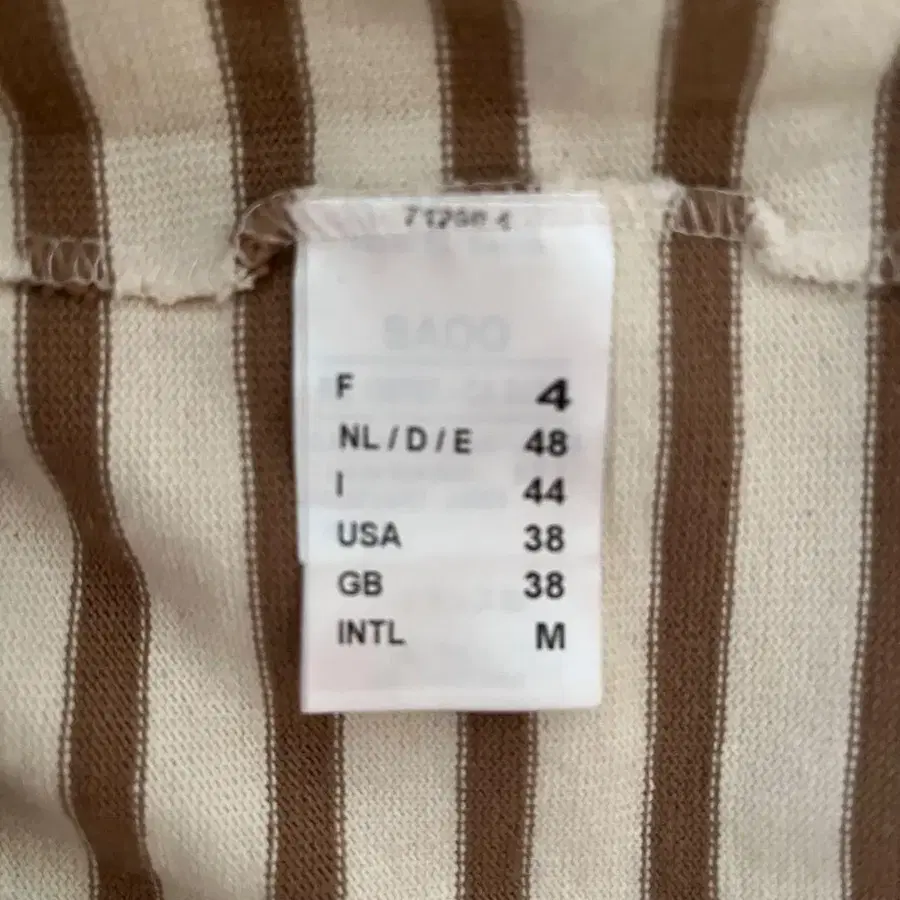 F 4
NL / D / E 48
I 44
USA 38
GB 38
INTL M